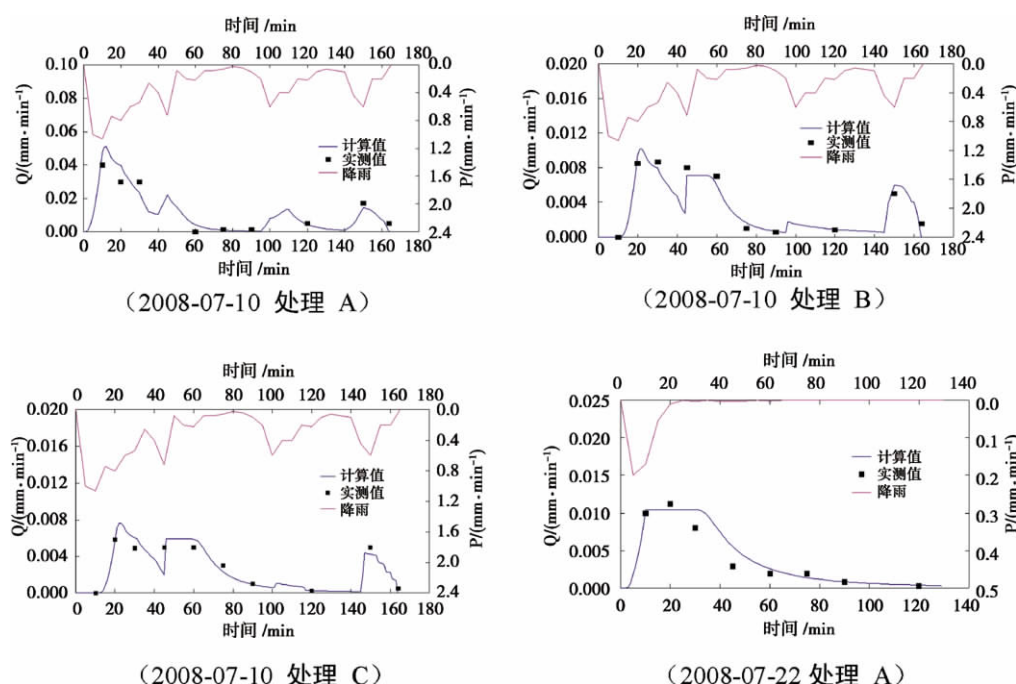 时间 /min
0 20 40 60 80 100 120 140 160 180
0.10 0.08 0.06 0.04 0.02 0.00
Q/(mm·min⁻¹)
0.0 0.4 0.8 1.2 1.6 2.0 2.4
P/(mm·min⁻¹)
计算值
实测值
降雨
0 20 40 60 80 100 120 140 160 180
时间 /min
（2008-07-10 处理 A）
时间 /min
0 20 40 60 80 100 120 140 160 180
0.020 0.016 0.012 0.008 0.004 0.000
Q/(mm·min⁻¹)
0.0 0.4 0.8 1.2 1.6 2.0 2.4
P/(mm·min⁻¹)
计算值
实测值
降雨
0 20 40 60 80 100 120 140 160 180
时间 /min
（2008-07-10 处理 B）
时间 /min
0 20 40 60 80 100 120 140 160 180
0.020 0.016 0.012 0.008 0.004 0.000
Q/(mm·min⁻¹)
0.0 0.4 0.8 1.2 1.6 2.0 2.4
P/(mm·min⁻¹)
计算值
实测值
降雨
0 20 40 60 80 100 120 140 160 180
时间 /min
（2008-07-10 处理 C）
时间 /min
0 20 40 60 80 100 120 140
0.025 0.020 0.015 0.010 0.005 0.000
Q/(mm·min⁻¹)
0.0 0.1 0.2 0.3 0.4 0.5
P/(mm·min⁻¹)
计算值
实测值
降雨
0 20 40 60 80 100 120 140
时间 /min
（2008-07-22 处理 A）